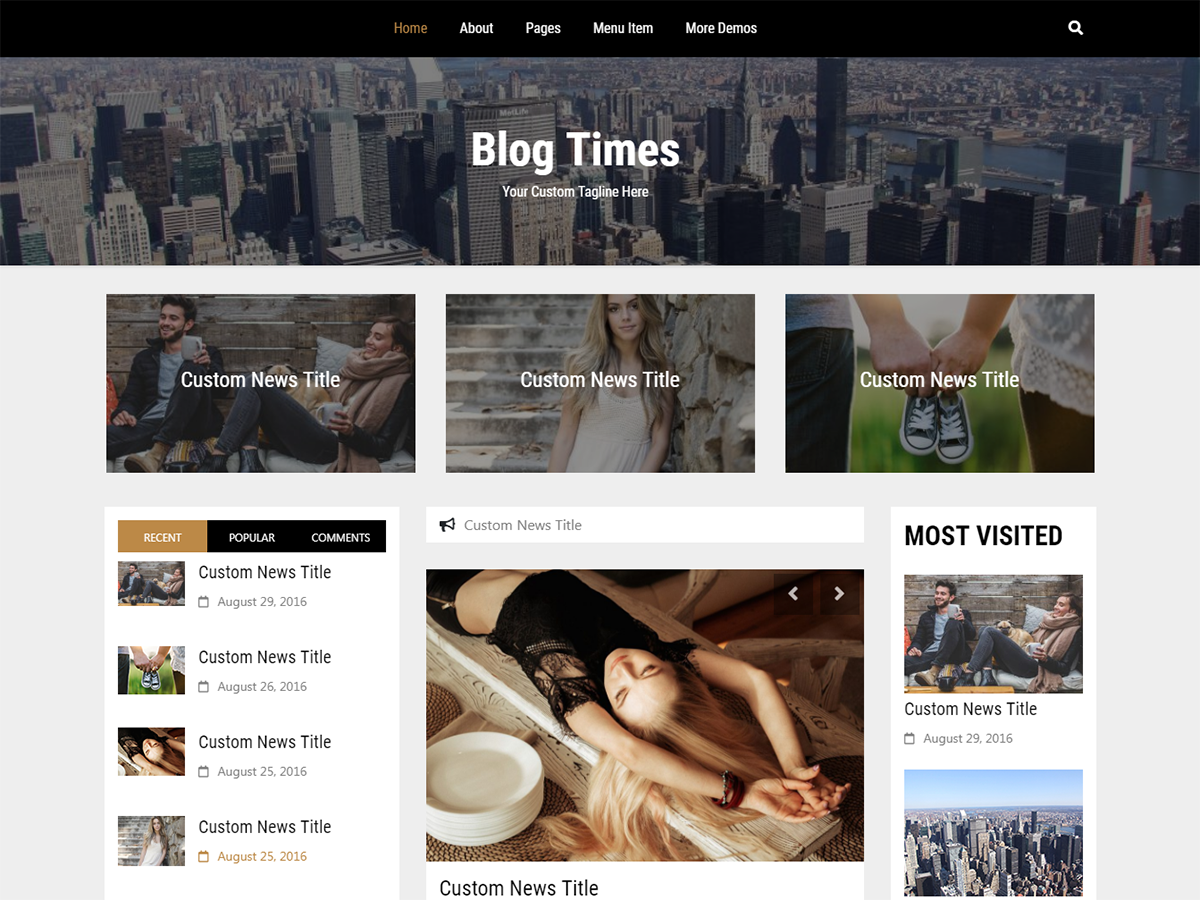 Home About Pages Menu Item More Demos
Blog Times
Your Custom Tagline Here
Custom News Title
Custom News Title
Custom News Title
RECENT POPULAR COMMENTS
Custom News Title
August 29, 2016
Custom News Title
August 26, 2016
Custom News Title
August 25, 2016
Custom News Title
August 25, 2016
Custom News Title
Custom News Title
MOST VISITED
Custom News Title
August 29, 2016